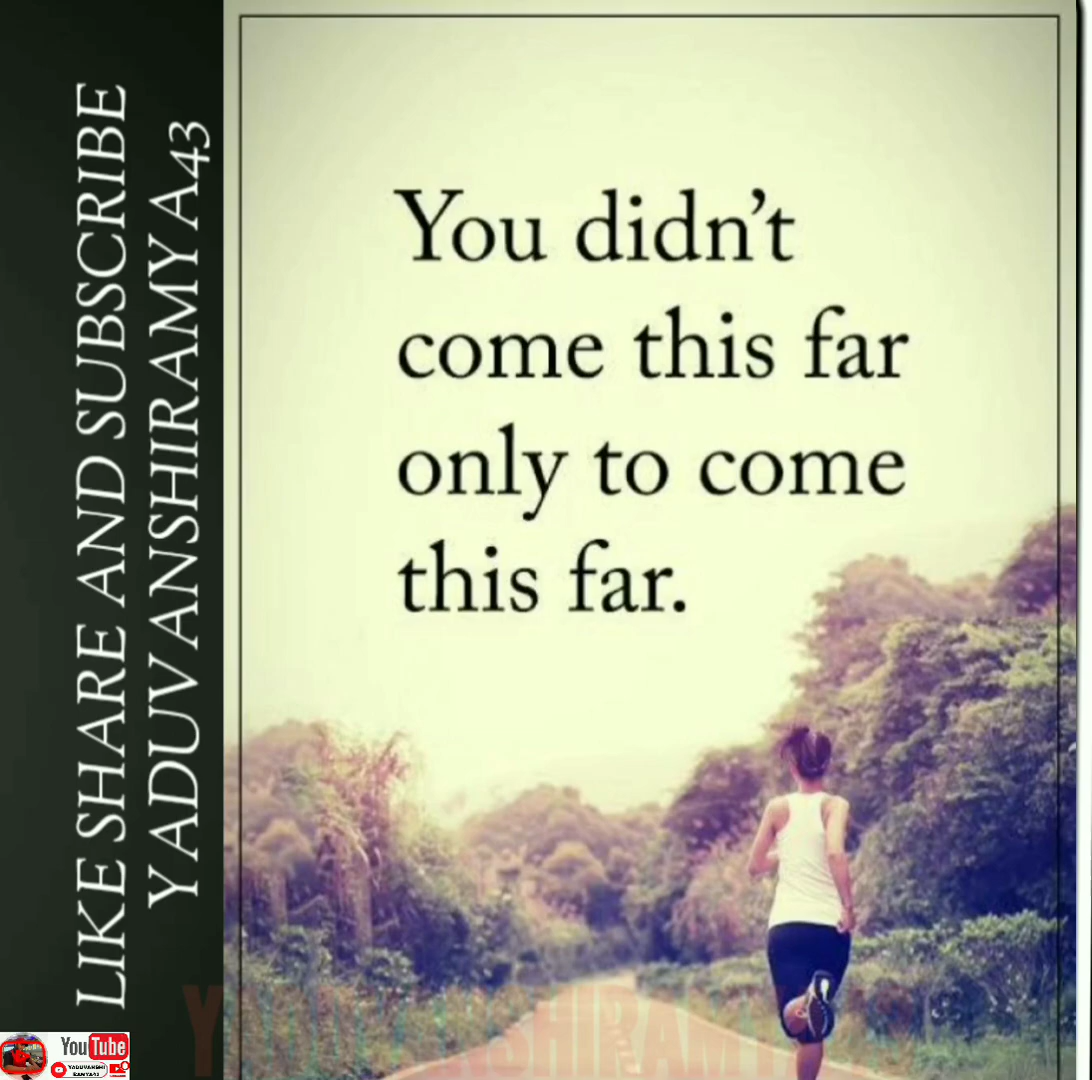 LIKE SHARE AND SUBSCRIBE
YADUVANSHIRAMYA43
You didn’t
come this far
only to come
this far.
YouTube